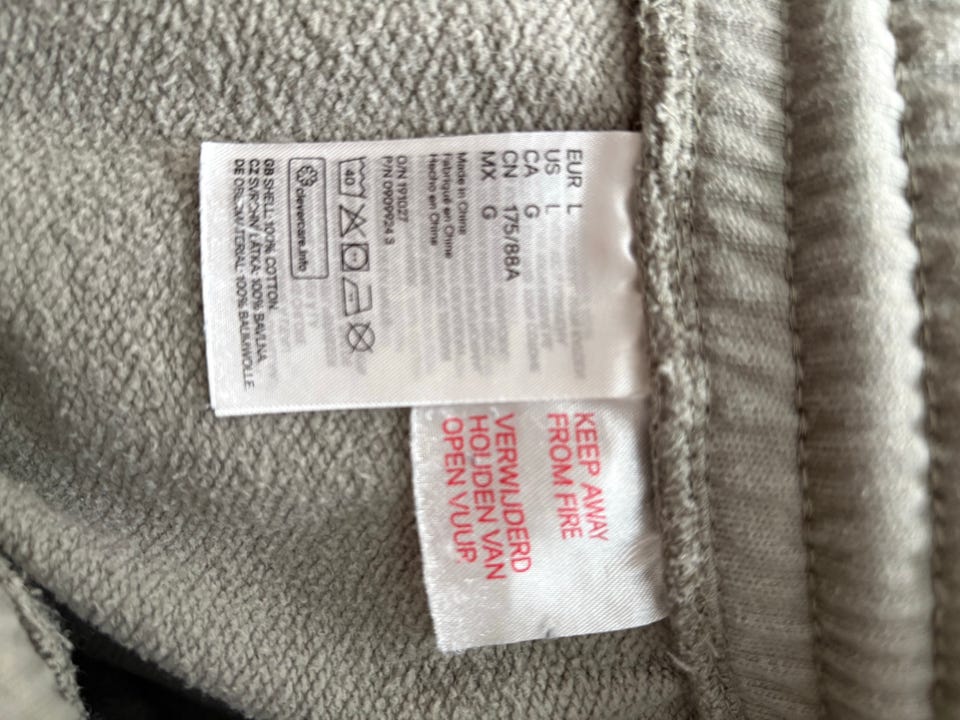 EUR L
US L
CA G
CN 175/88A
MX G
Made in China
Fabriqué en Chine
Hecho en China
O/N 191027
P/N D909924 S
40
clevercare.info
GB SHELL: 100% COTTON
CZ SVRCHNÍ LÁTKA: 100% BAVLNA
DE OBERMATERIAL: 100% BAUMWOLLE
KEEP AWAY
FROM FIRE
VERWIJDERD
HOUDEN VAN
OPEN VUUR